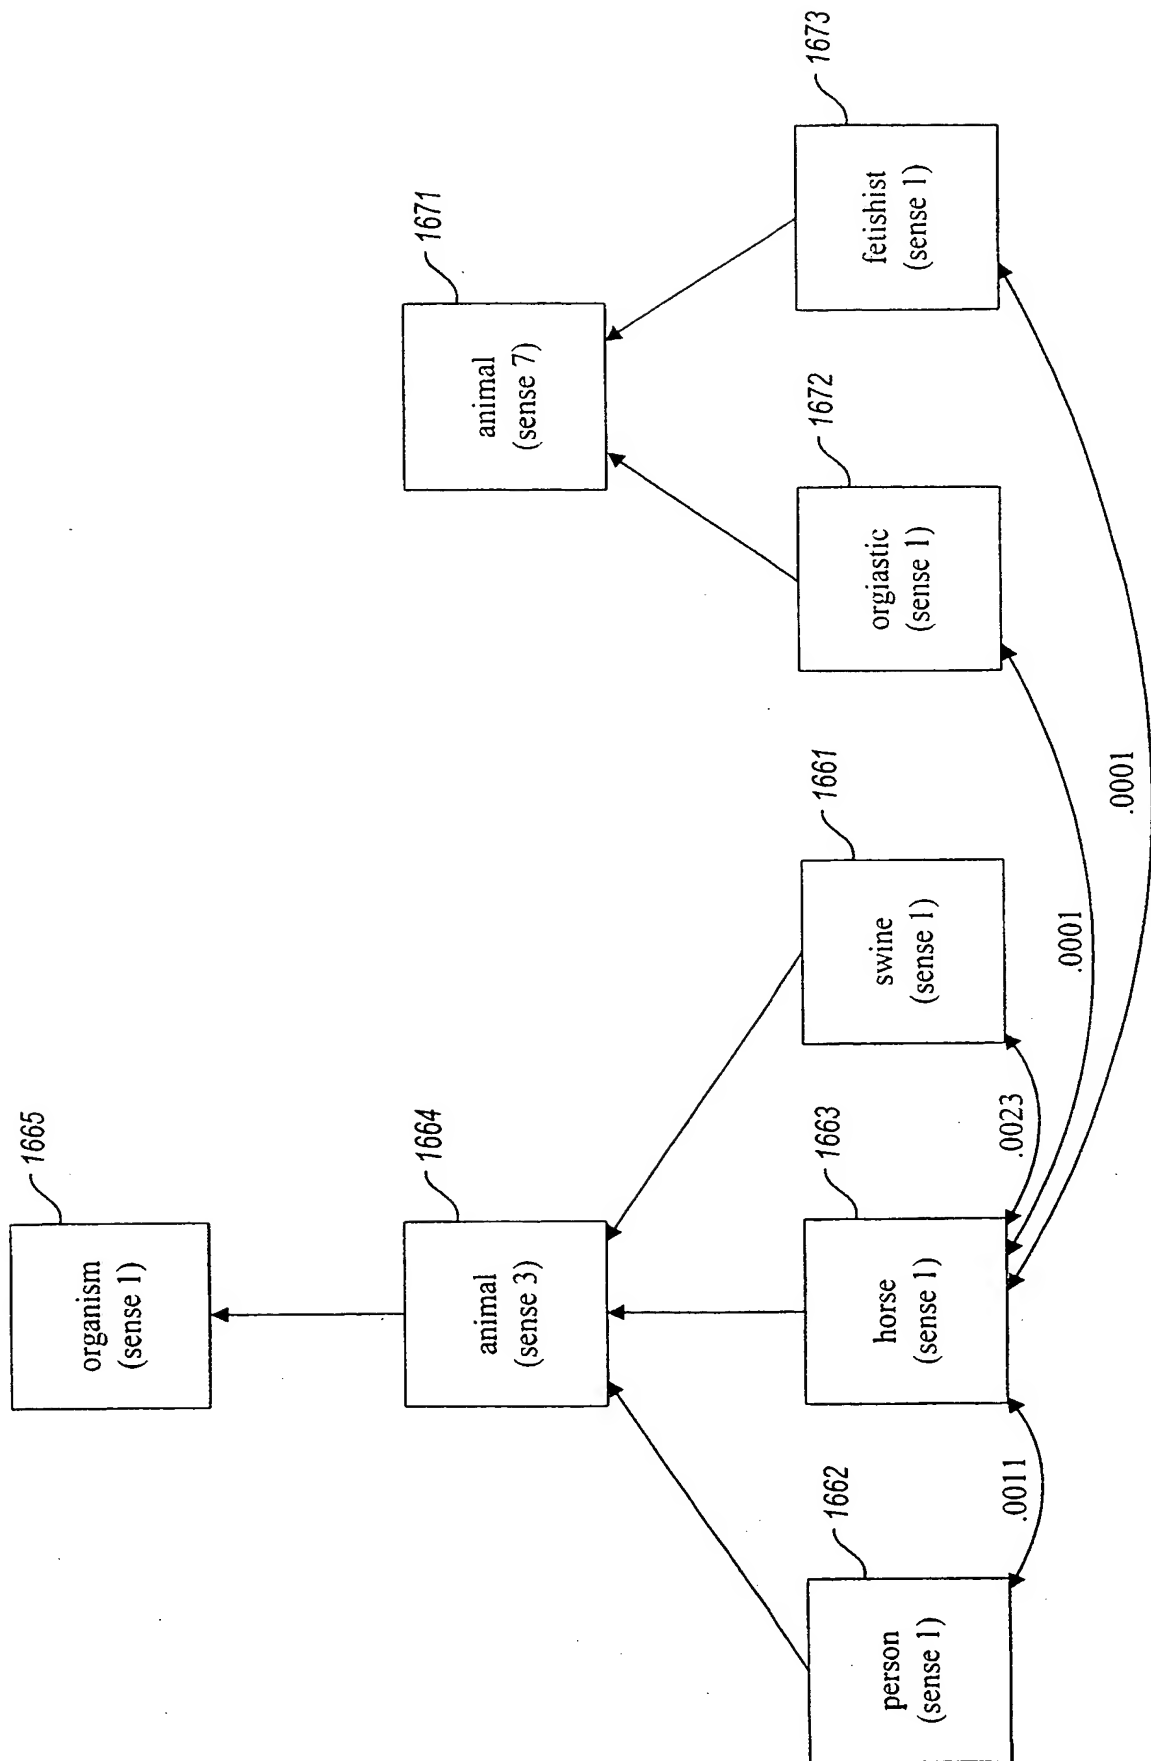 1665
organism
(sense 1)
1664
animal
(sense 3)
1671
animal
(sense 7)
1662
person
(sense 1)
1663
horse
(sense 1)
1661
swine
(sense 1)
1672
orgiastic
(sense 1)
1673
fetishist
(sense 1)
.0011
.0023
.0001
.0001